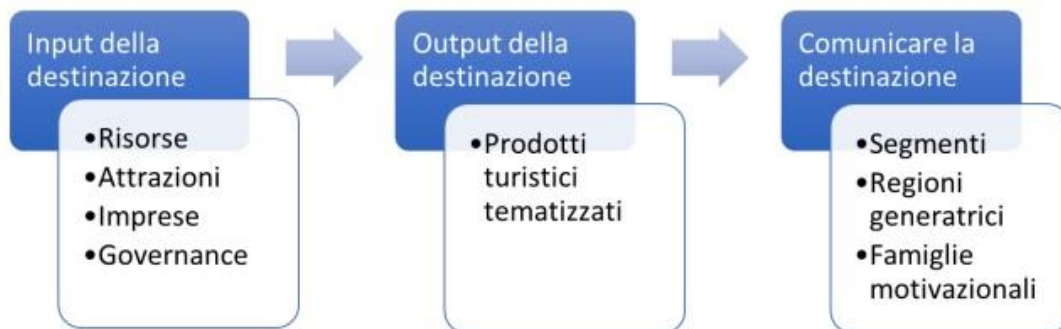 Input della
destinazione
•Risorse
•Attrazioni
•Imprese
•Governance
Output della
destinazione
•Prodotti
turistici
tematizzati
Comunicare la
destinazione
•Segmenti
•Regioni
generatrici
•Famiglie
motivazionali